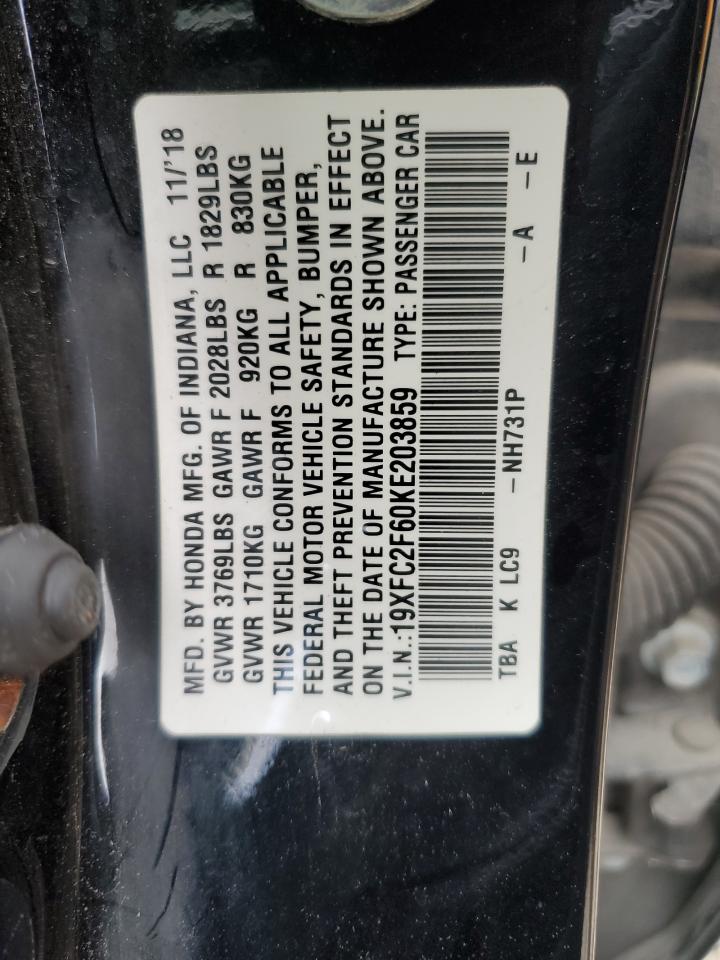 MFD. BY HONDA MFG. OF INDIANA, LLC 11/'18
GVWR 3769LBS GAWR F 2028LBS R 1829LBS
GVWR 1710KG GAWR F 920KG R 830KG
THIS VEHICLE CONFORMS TO ALL APPLICABLE
FEDERAL MOTOR VEHICLE SAFETY, BUMPER,
AND THEFT PREVENTION STANDARDS IN EFFECT
ON THE DATE OF MANUFACTURE SHOWN ABOVE.
V.I.N.:19XFC2F60KE203859 TYPE: PASSENGER CAR
TBA K LC9 -NH731P -A -E